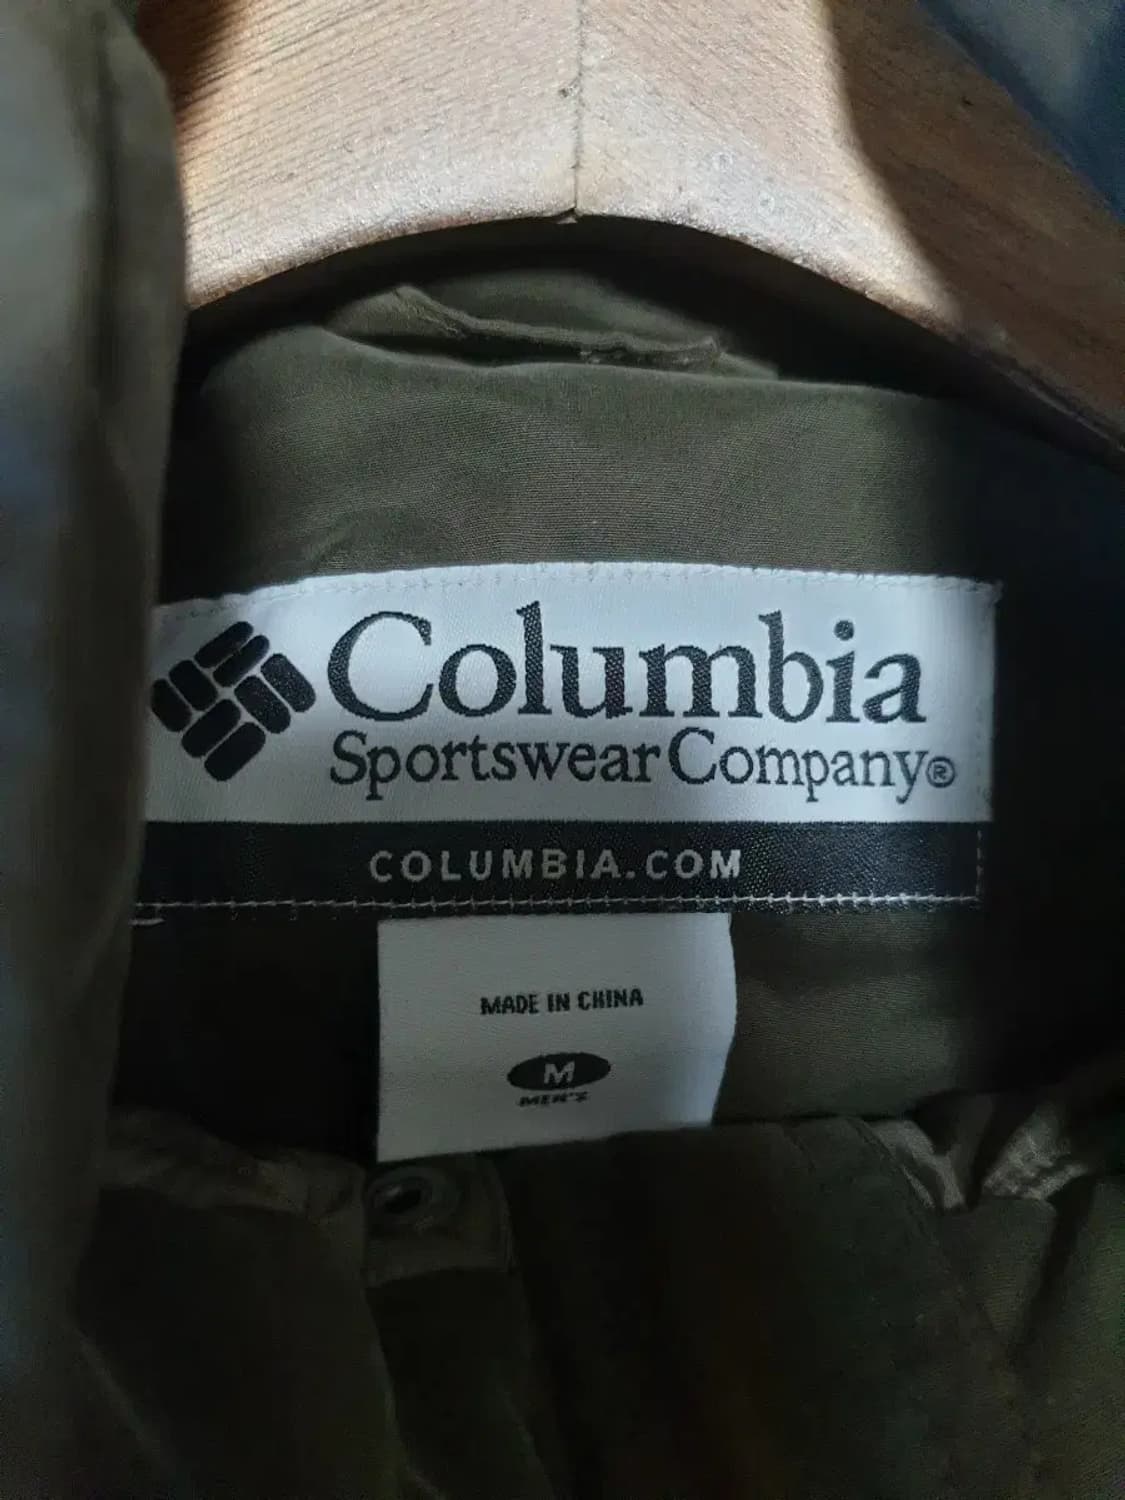 Columbia
Sportswear Company®
COLUMBIA.COM
MADE IN CHINA
M
MEN'S